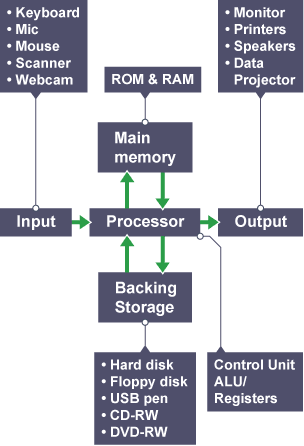 • Keyboard
• Mic
• Mouse
• Scanner
• Webcam
ROM & RAM
• Monitor
• Printers
• Speakers
• Data
Projector
Main
memory
Input
Processor
Output
Backing
Storage
• Hard disk
• Floppy disk
• USB pen
• CD-RW
• DVD-RW
Control Unit
ALU/
Registers